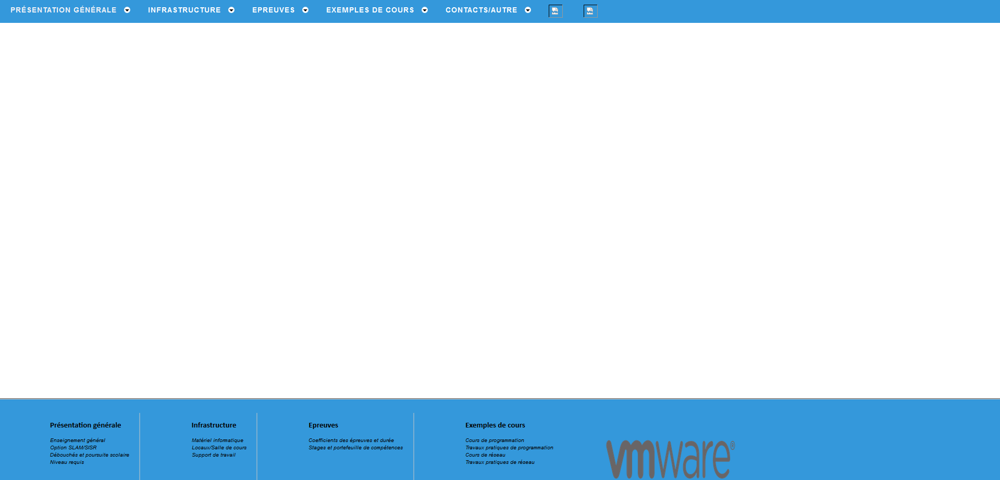 PRÉSENTATION GÉNÉRALE
INFRASTRUCTURE
EPREUVES
EXEMPLES DE COURS
CONTACTS/AUTRE
Présentation générale
Enseignement général
Option SLAM/SISR
Débouchés et poursuite scolaire
Niveau requis
Infrastructure
Matériel informatique
Locaux/Salle de cours
Support de travail
Epreuves
Coefficients des épreuves et durée
Stages et portefeuille de compétences
Exemples de cours
Cours de programmation
Travaux pratiques de programmation
Cours de réseau
Travaux pratiques de réseau
vmware®